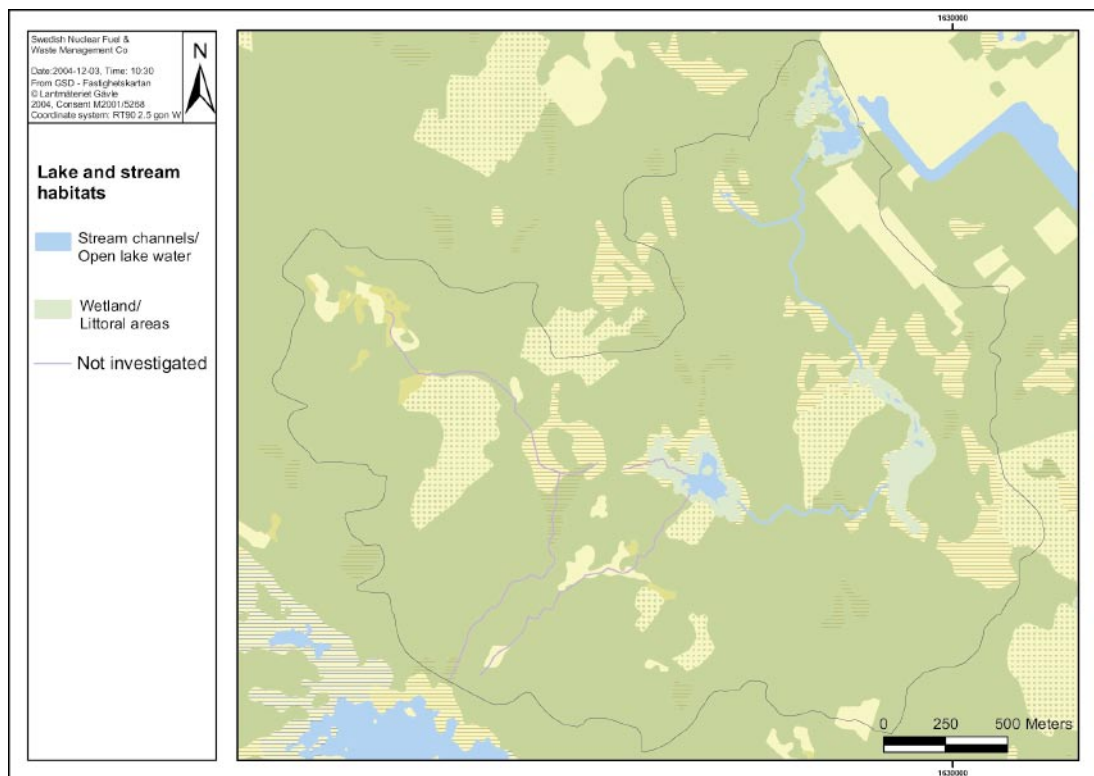 Swedish Nuclear Fuel &
Waste Management Co
Date:2004-12-03, Time: 10:30
From GSD - Fastighetskartan
© Lantmäteriet Gävle
2004, Consent M2001/5268
Coordinate system: RT90 2.5 gon W
N
Lake and stream
habitats
Stream channels/
Open lake water
Wetland/
Littoral areas
Not investigated
1630000
0 250 500 Meters
1630000